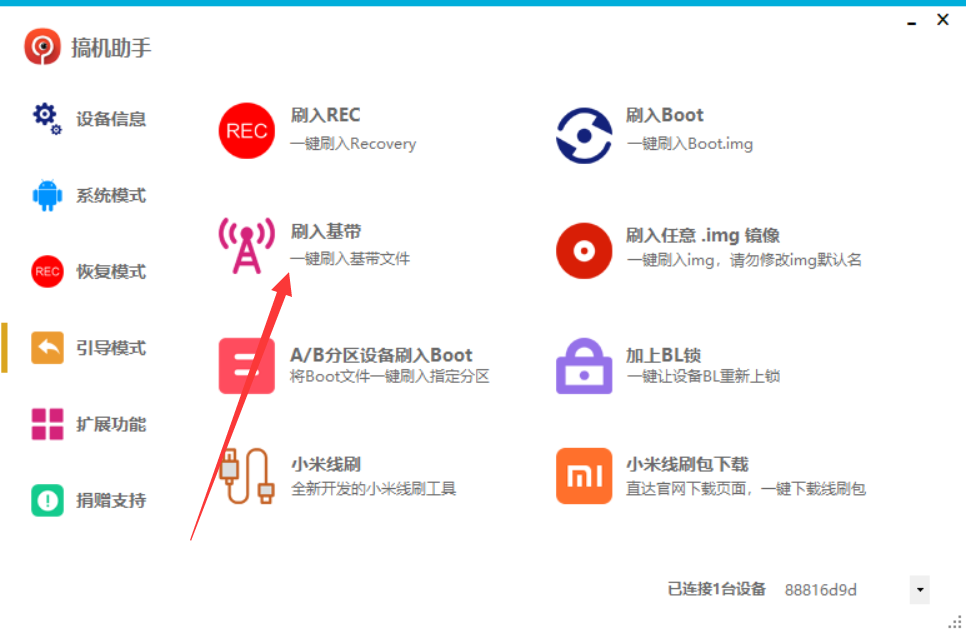 搞机助手
设备信息
系统模式
REC
恢复模式
引导模式
扩展功能
捐赠支持
REC
刷入REC
一键刷入Recovery
刷入Boot
一键刷入Boot.img
刷入基带
一键刷入基带文件
刷入任意 .img 镜像
一键刷入img，请勿修改img默认名
A/B分区设备刷入Boot
将Boot文件一键刷入指定分区
加上BL锁
一键让设备BL重新上锁
小米线刷
全新开发的小米线刷工具
小米线刷包下载
直达官网下载页面，一键下载线刷包
已连接1台设备 88816d9d